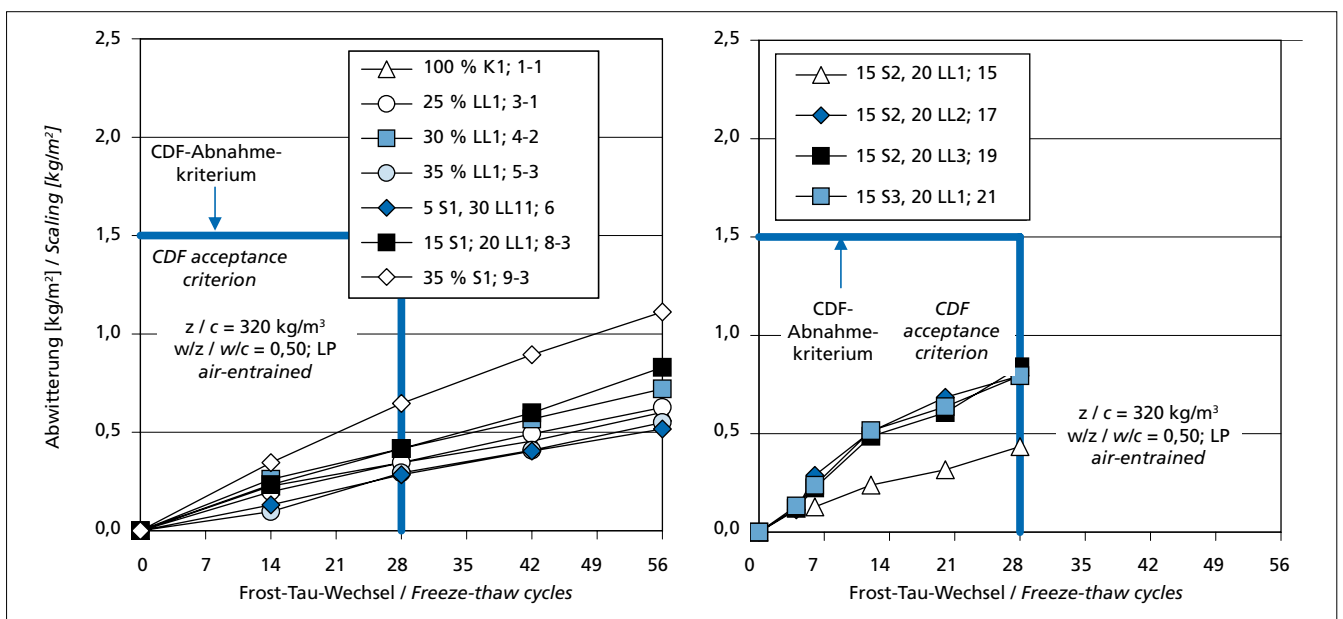 Abwitterung [kg/m²] / Scaling [kg/m²]
2,5
2,0
1,5
1,0
0,5
0,0
100 % K1; 1-1
25 % LL1; 3-1
30 % LL1; 4-2
35 % LL1; 5-3
5 S1, 30 LL11; 6
15 S1; 20 LL1; 8-3
35 % S1; 9-3
CDF-Abnahme-
kriterium
CDF acceptance
criterion
z / c = 320 kg/m³
w/z / w/c = 0,50; LP
air-entrained
0 7 14 21 28 35 42 49 56
Frost-Tau-Wechsel / Freeze-thaw cycles
2,5
2,0
1,5
1,0
0,5
0,0
15 S2, 20 LL1; 15
15 S2, 20 LL2; 17
15 S2, 20 LL3; 19
15 S3, 20 LL1; 21
CDF-
Abnahme-
kriterium
CDF
acceptance
criterion
z / c = 320 kg/m³
w/z / w/c = 0,50; LP
air-entrained
0 7 14 21 28 35 42 49 56
Frost-Tau-Wechsel / Freeze-thaw cycles